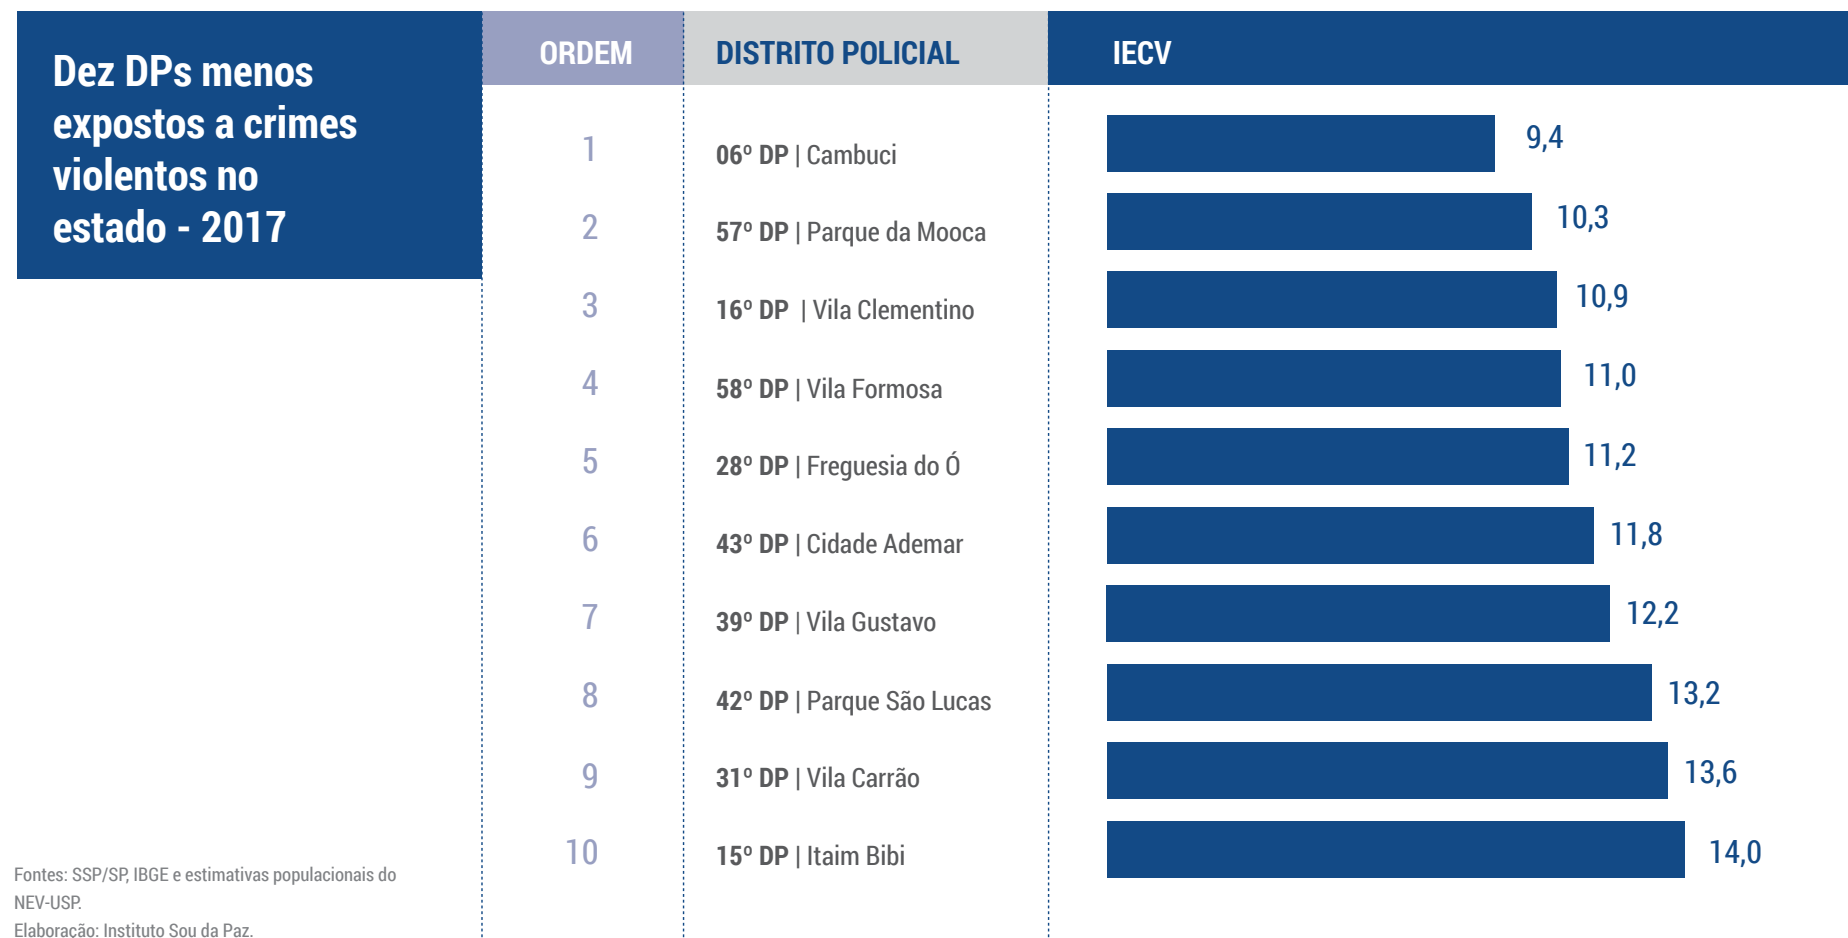 Dez DPs menos
expostos a crimes
violentos no
estado - 2017
ORDEM DISTRITO POLICIAL IECV
1 06º DP | Cambuci 9,4
2 57º DP | Parque da Mooca 10,3
3 16º DP | Vila Clementino 10,9
4 58º DP | Vila Formosa 11,0
5 28º DP | Freguesia do Ó 11,2
6 43º DP | Cidade Ademar 11,8
7 39º DP | Vila Gustavo 12,2
8 42º DP | Parque São Lucas 13,2
9 31º DP | Vila Carrão 13,6
10 15º DP | Itaim Bibi 14,0
Fontes: SSP/SP, IBGE e estimativas populacionais do
NEV-USP.
Elaboração: Instituto Sou da Paz.